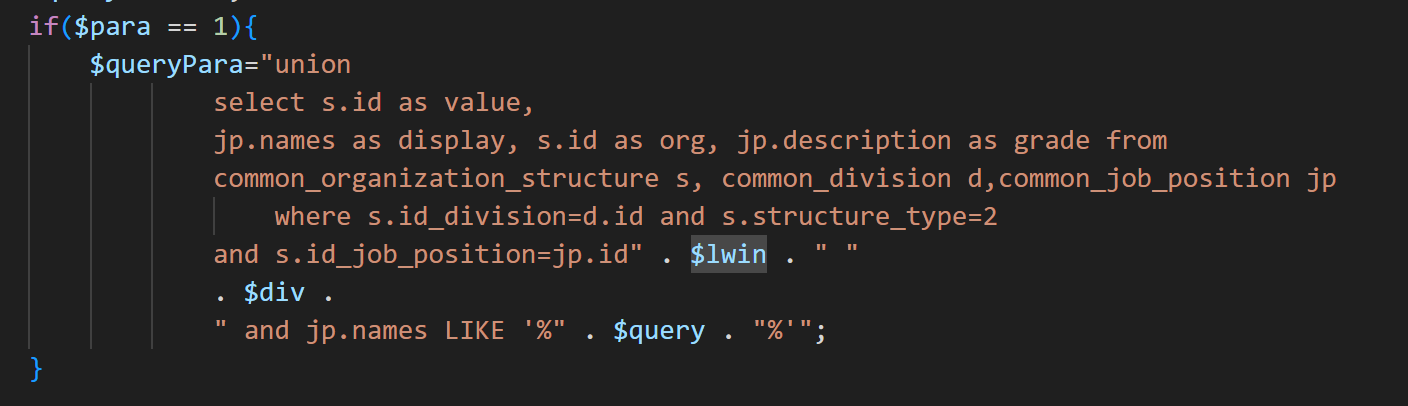 if($para == 1){
$queryPara="union
select s.id as value,
jp.names as display, s.id as org, jp.description as grade from
common_organization_structure s, common_division d,common_job_position jp
where s.id_division=d.id and s.structure_type=2
and s.id_job_position=jp.id" . $lwin . " "
. $div .
" and jp.names LIKE '%" . $query . "%'";
}